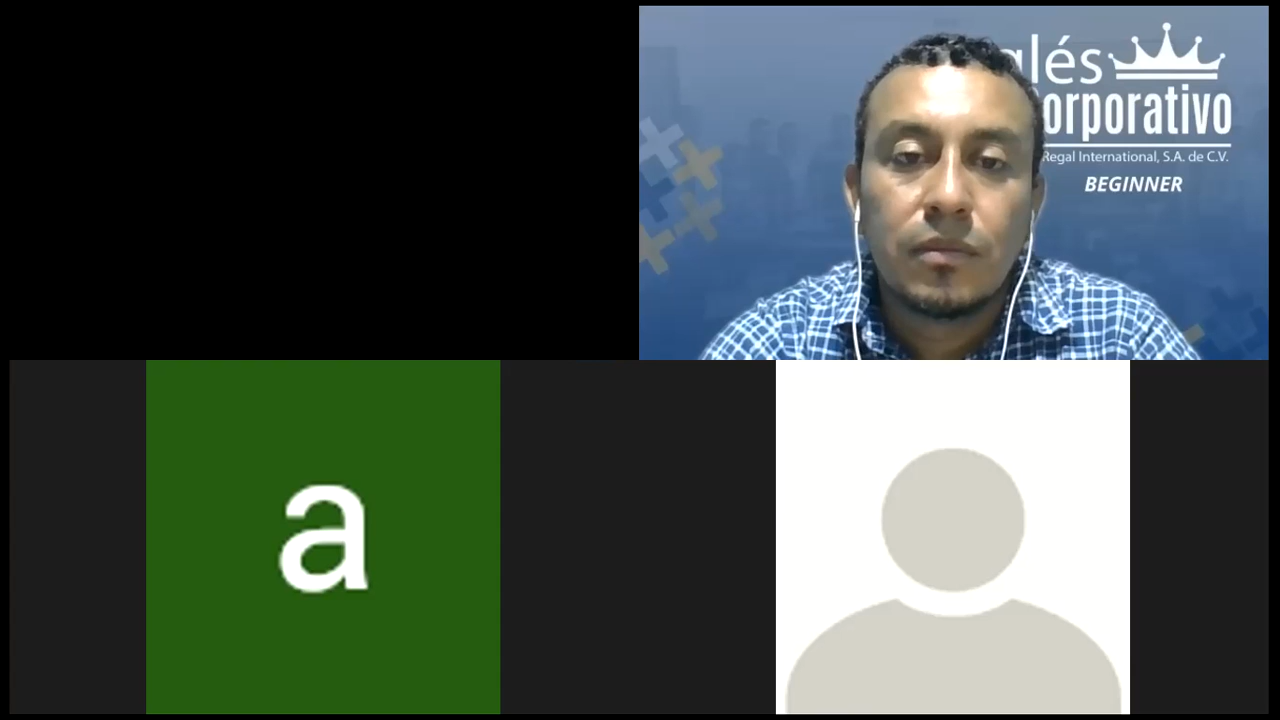 glés
orporativo
Regal International, S.A. de C.V.
BEGINNER
a